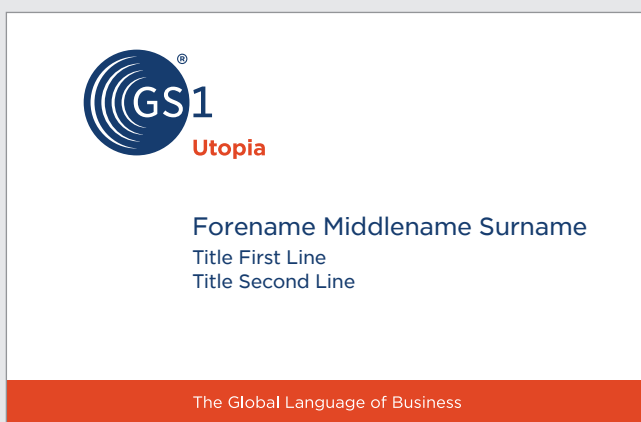 GS1®
Utopia
Forename Middlename Surname
Title First Line
Title Second Line
The Global Language of Business